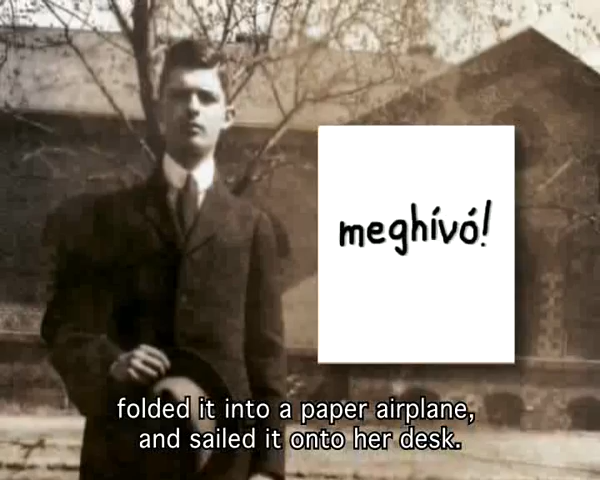 meghívó!
folded it into a paper airplane,
and sailed it onto her desk.